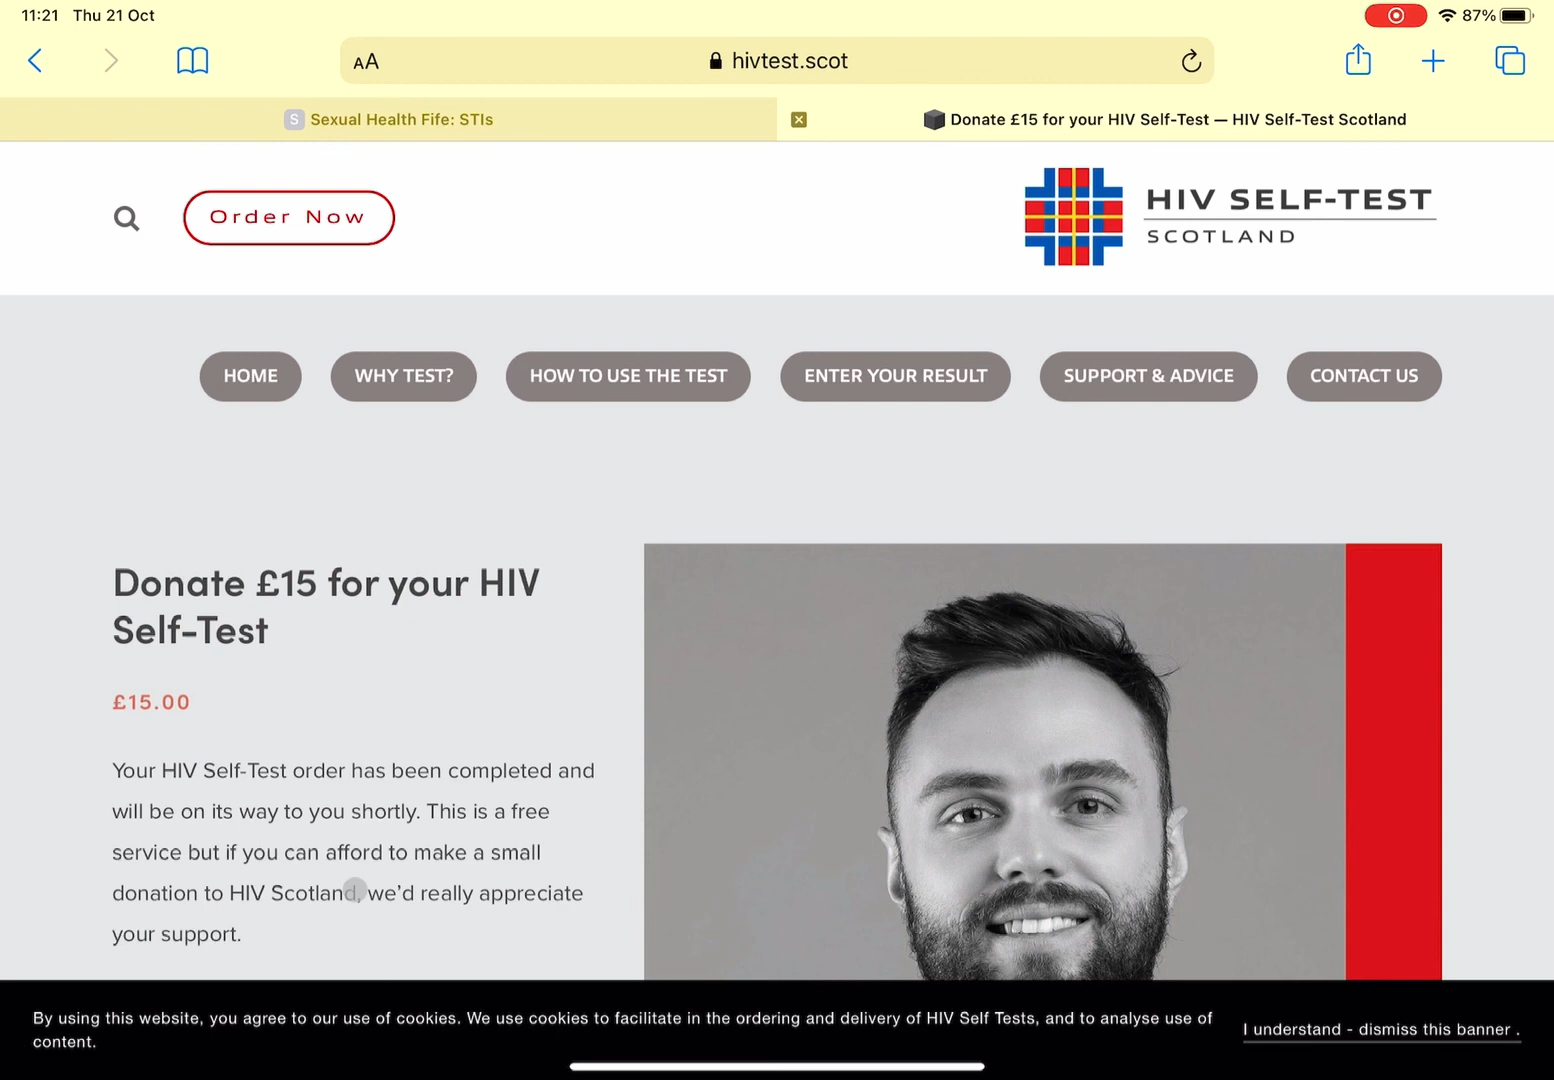 11:21 Thu 21 Oct
87%
AA
hivtest.scot
S Sexual Health Fife: STIs
Donate £15 for your HIV Self-Test — HIV Self-Test Scotland
Order Now
HIV SELF-TEST
SCOTLAND
HOME
WHY TEST?
HOW TO USE THE TEST
ENTER YOUR RESULT
SUPPORT & ADVICE
CONTACT US
Donate £15 for your HIV
Self-Test
£15.00
Your HIV Self-Test order has been completed and
will be on its way to you shortly. This is a free
service but if you can afford to make a small
donation to HIV Scotland, we’d really appreciate
your support.
By using this website, you agree to our use of cookies. We use cookies to facilitate in the ordering and delivery of HIV Self Tests, and to analyse use of
content.
I understand - dismiss this banner .